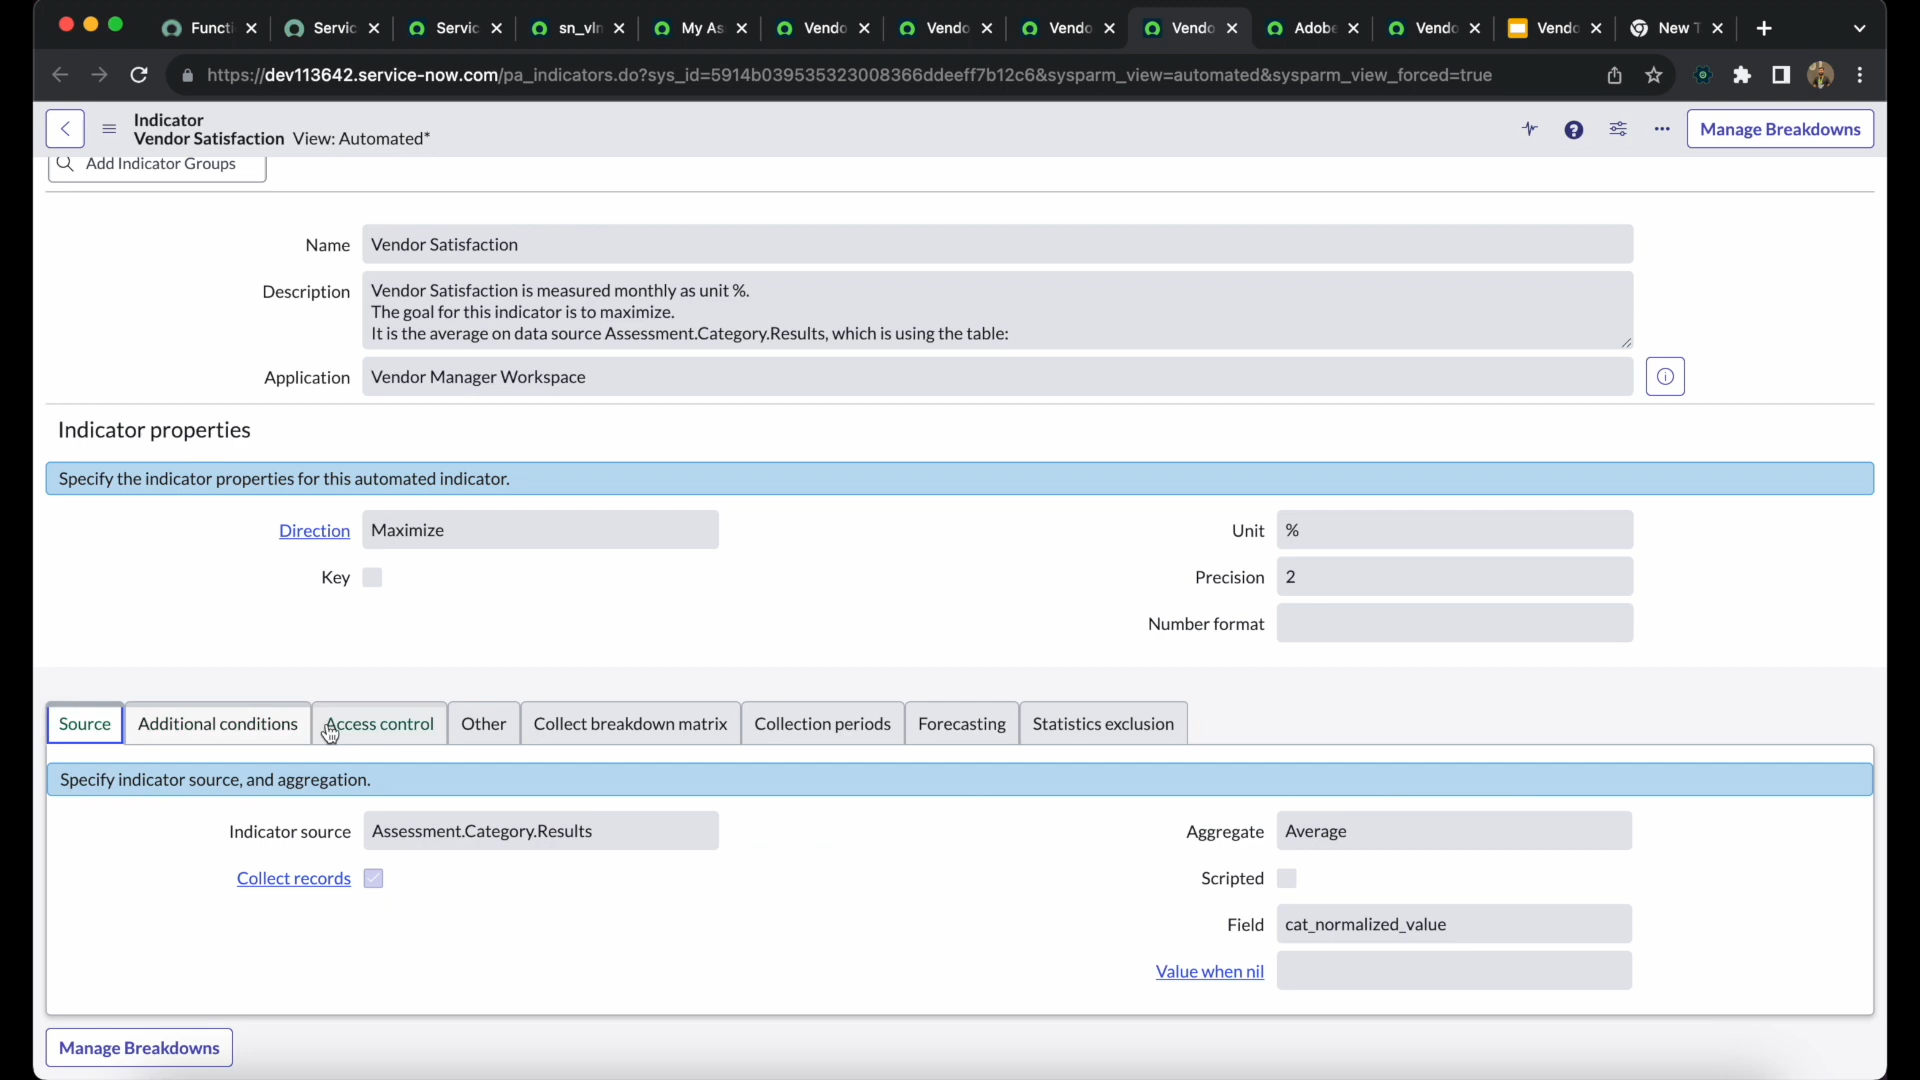 Functi
Servic
Servic
sn_vln
My As
Vendo
Vendo
Vendo
Vendo
Adobe
Vendo
Vendo
New T
https://dev113642.service-now.com/pa_indicators.do?sys_id=5914b039535323008366ddeeff7b12c6&sysparm_view=automated&sysparm_view_forced=true
Indicator
Vendor Satisfaction View: Automated*
Manage Breakdowns
Add Indicator Groups
Name Vendor Satisfaction
Description Vendor Satisfaction is measured monthly as unit %.
The goal for this indicator is to maximize.
It is the average on data source Assessment.Category.Results, which is using the table:
Application Vendor Manager Workspace
Indicator properties
Specify the indicator properties for this automated indicator.
Direction Maximize
Unit %
Key
Precision 2
Number format
Source
Additional conditions
Access control
Other
Collect breakdown matrix
Collection periods
Forecasting
Statistics exclusion
Specify indicator source, and aggregation.
Indicator source Assessment.Category.Results
Aggregate Average
Collect records
Scripted
Field cat_normalized_value
Value when nil
Manage Breakdowns